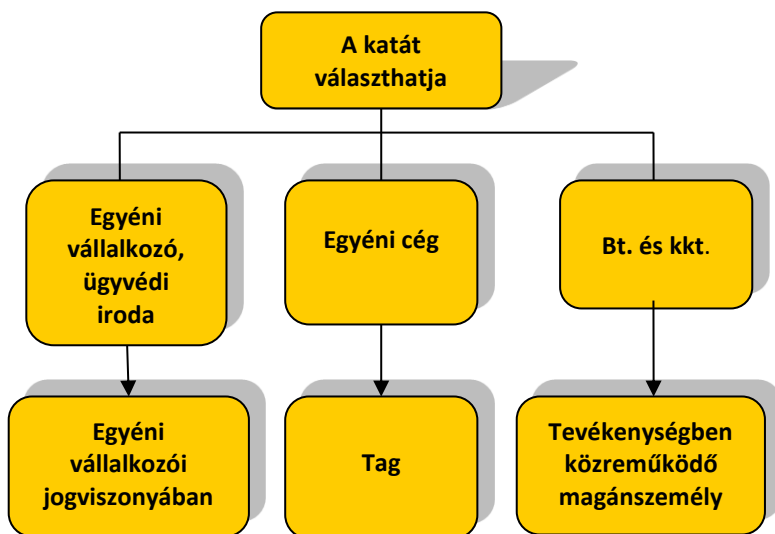 A katát
választhatja
Egyéni
vállalkozó,
ügyvédi
iroda
Egyéni cég
Bt. és kkt.
Egyéni
vállalkozói
jogviszonyában
Tag
Tevékenységben
közreműködő
magánszemély